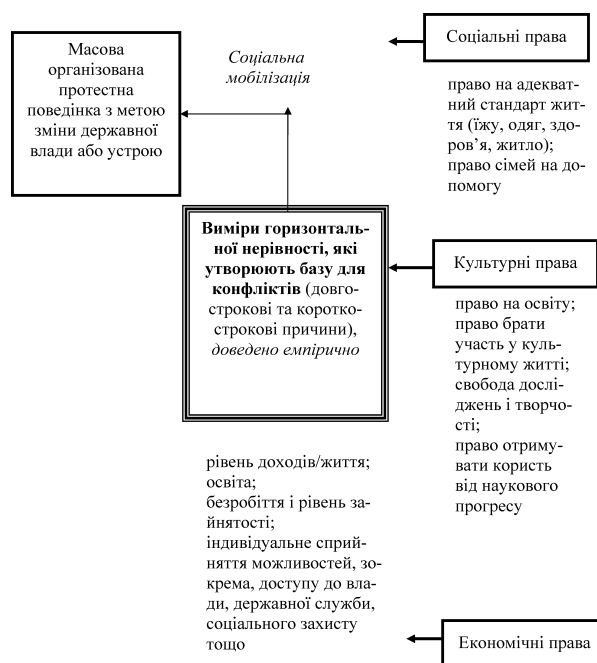 Масова
організована
протестна
поведінка з метою
зміни державної
влади або устрою
Соціальна
мобілізація
Соціальні права
право на адекват-
ний стандарт жит-
тя (їжу, одяг, здо-
ров’я, житло);
право сімей на до-
помогу
Виміри горизонталь-
ної нерівності, які
утворюють базу для
конфліктів (довго-
строкові та коротко-
строкові причини),
доведено емпірично
Культурні права
право на освіту;
право брати
участь у куль-
турному житті;
свобода дослі-
джень і творчо-
сті;
право отриму-
вати користь
від наукового
прогресу
рівень доходів/життя;
освіта;
безробіття і рівень за-
йнятості;
індивідуальне сприй-
няття можливостей, зо-
крема, доступу до вла-
ди, державної служби,
соціального захисту
тощо
Економічні права